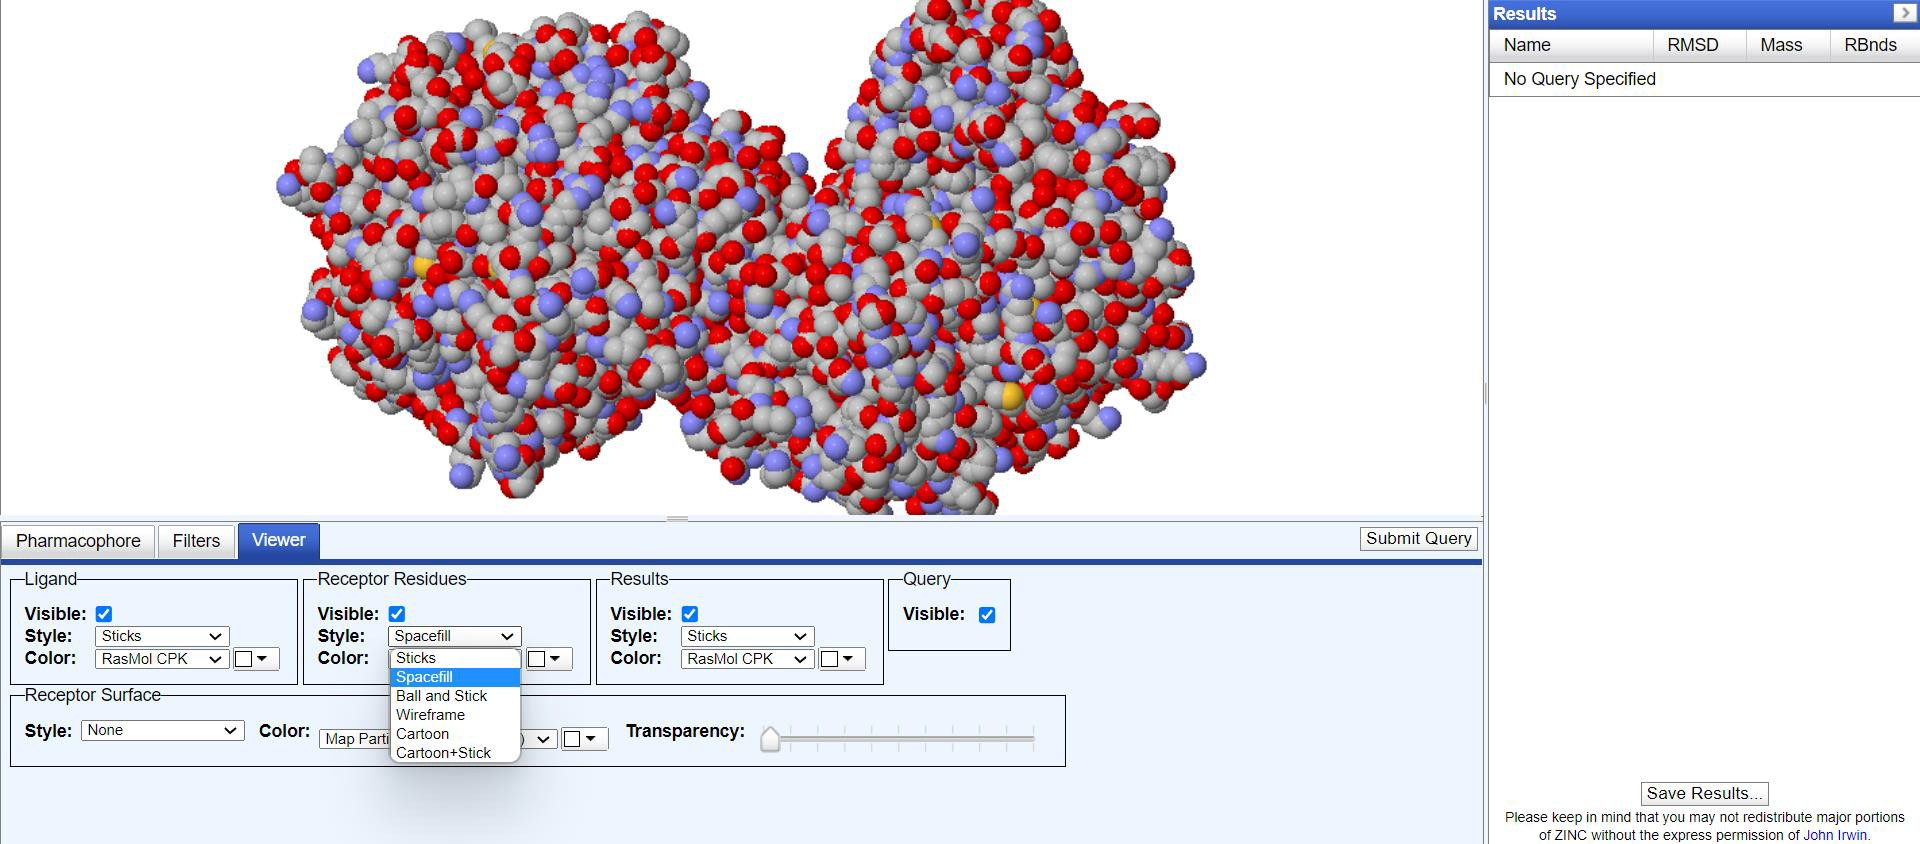 Results
Name RMSD Mass RBnds
No Query Specified
Pharmacophore Filters Viewer Submit Query
Ligand Receptor Residues Results Query
Visible: Visible: Visible: Visible:
Style: Sticks Style: Spacefill Style: Sticks
Color: RasMol CPK Color: Color: RasMol CPK
Sticks
Spacefill
Ball and Stick
Wireframe
Cartoon
Cartoon+Stick
Receptor Surface
Style: None Color: Map Parti ) Transparency:
Save Results...
Please keep in mind that you may not redistribute major portions
of ZINC without the express permission of John Irwin.